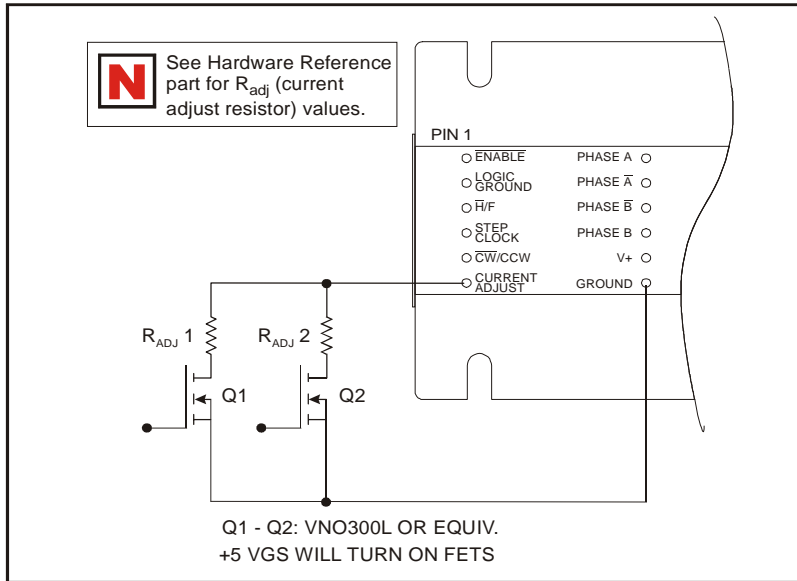 N
See Hardware Reference
part for Radj (current
adjust resistor) values.
PIN 1
ENABLE
LOGIC
GROUND
H/F
STEP
CLOCK
CW/CCW
CURRENT
ADJUST
PHASE A
PHASE A
PHASE B
PHASE B
V+
GROUND
RADJ 1
RADJ 2
Q1
Q2
Q1 - Q2: VNO300L OR EQUIV.
+5 VGS WILL TURN ON FETS